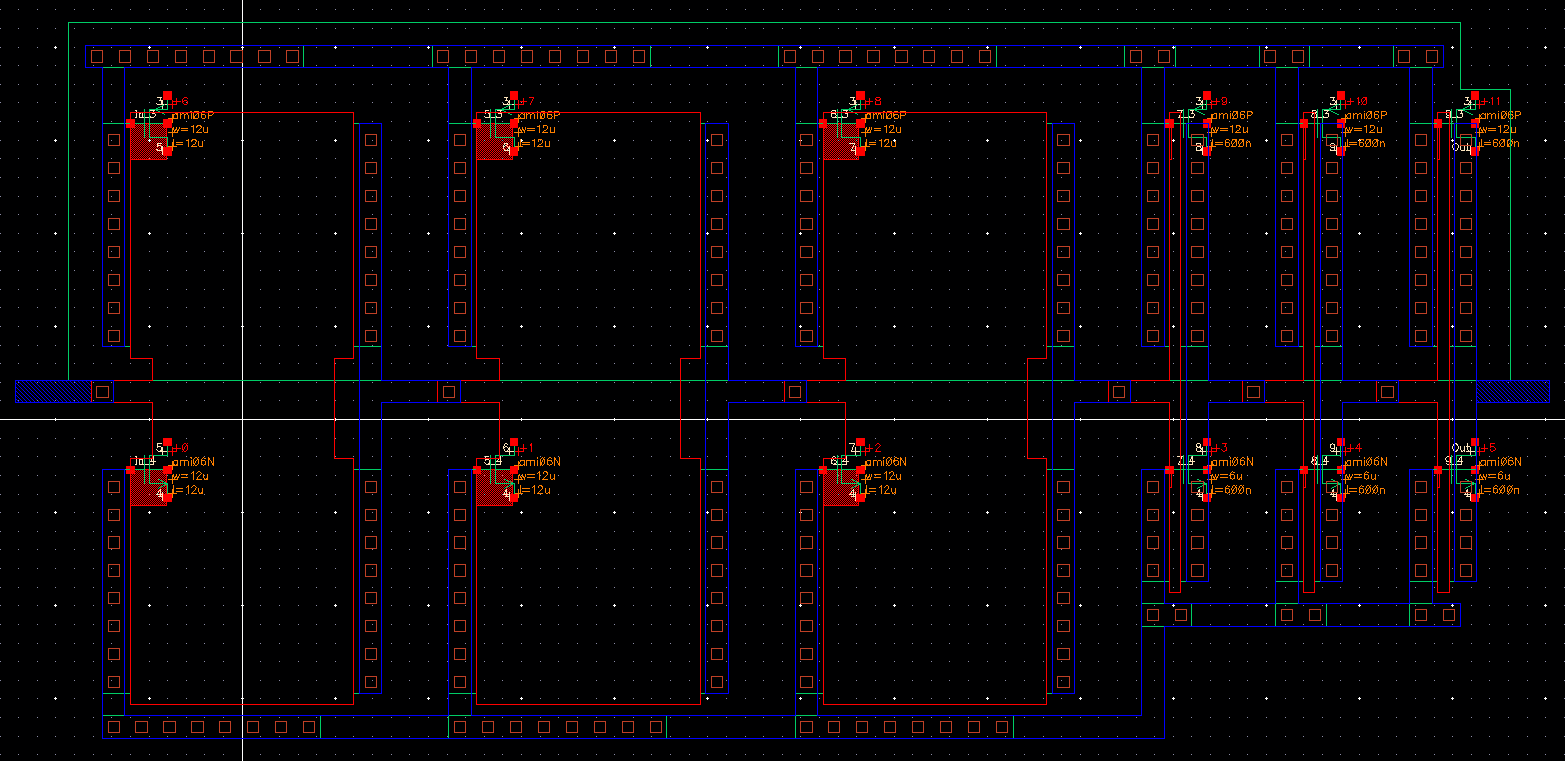 3 +6
ami06P
w=12u
5 l=12u
3 +7
5 3 ami06P
w=12u
6 l=12u
3 +8
6 3 ami06P
w=12u
7 l=12u
3 +9
7 3 ami06P
w=12u
8 l=600n
3 +10
8 3 ami06P
w=12u
9 l=600n
3 +11
9 3 ami06P
w=12u
Out l=600n
5 +0
ami06N
w=12u
4 l=12u
6 +1
5 4 ami06N
w=12u
4 l=12u
7 +2
6 4 ami06N
w=12u
4 l=12u
8 +3
7 4 ami06N
w=6u
4 l=600n
9 +4
8 4 ami06N
w=6u
4 l=600n
Out +5
9 4 ami06N
w=6u
4 l=600n